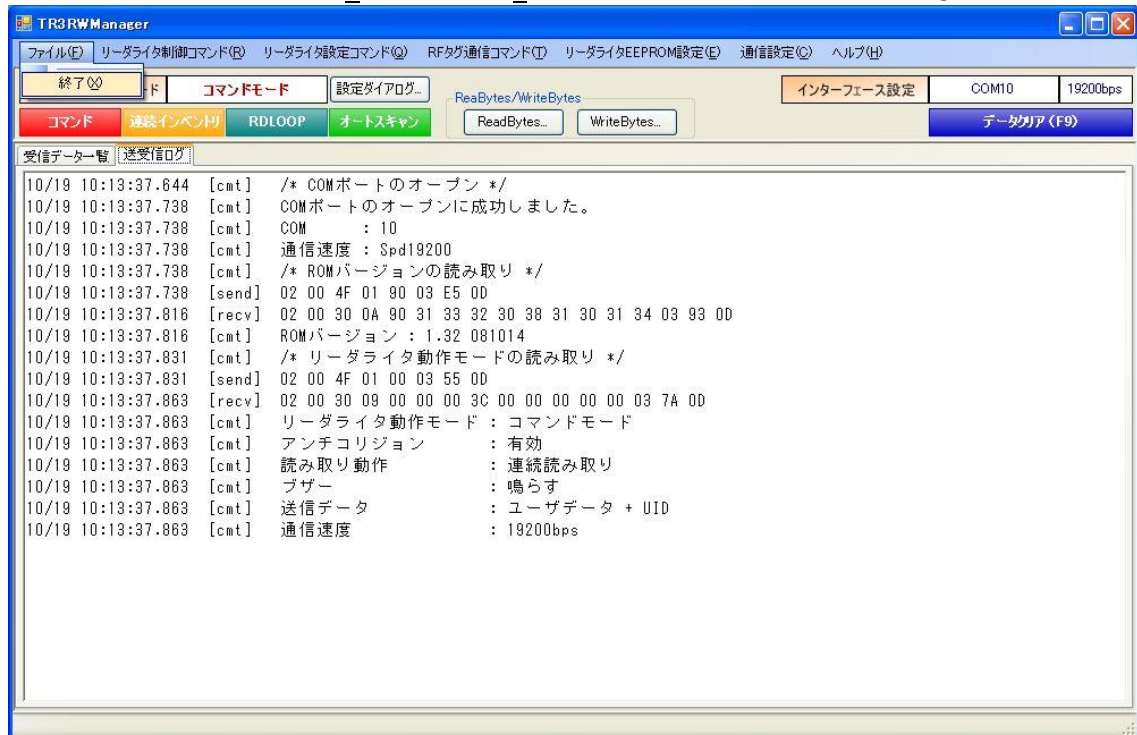 TR3RWManager
ファイル(F) リーダライタ制御コマンド(R) リーダライタ設定コマンド(Q) RFタグ通信コマンド(T) リーダライタEEPROM設定(E) 通信設定(C) ヘルプ(H)
終了(X)
ード コマンドモード 設定ダイアログ... ReaBytes/WriteBytes インターフェース設定 COM10 19200bps
コマンド 連続インベントリ RDLOOP オートスキャン ReadBytes... WriteBytes... データクリア(F9)
受信データ一覧 送受信ログ
10/19 10:13:37.644 [cmt] /* COMポートのオープン */
10/19 10:13:37.738 [cmt] COMポートのオープンに成功しました。
10/19 10:13:37.738 [cmt] COM : 10
10/19 10:13:37.738 [cmt] 通信速度 : Spd19200
10/19 10:13:37.738 [cmt] /* ROMバージョンの読み取り */
10/19 10:13:37.738 [send] 02 00 4F 01 90 03 E5 0D
10/19 10:13:37.816 [recv] 02 00 30 0A 90 31 33 32 30 38 31 30 31 34 03 93 0D
10/19 10:13:37.816 [cmt] ROMバージョン : 1.32 081014
10/19 10:13:37.831 [cmt] /* リーダライタ動作モードの読み取り */
10/19 10:13:37.831 [send] 02 00 4F 01 00 03 55 0D
10/19 10:13:37.863 [recv] 02 00 30 09 00 00 00 3C 00 00 00 00 00 03 7A 0D
10/19 10:13:37.863 [cmt] リーダライタ動作モード : コマンドモード
10/19 10:13:37.863 [cmt] アンチコリジョン : 有効
10/19 10:13:37.863 [cmt] 読み取り動作 : 連続読み取り
10/19 10:13:37.863 [cmt] ブザー : 鳴らす
10/19 10:13:37.863 [cmt] 送信データ : ユーザデータ + UID
10/19 10:13:37.863 [cmt] 通信速度 : 19200bps